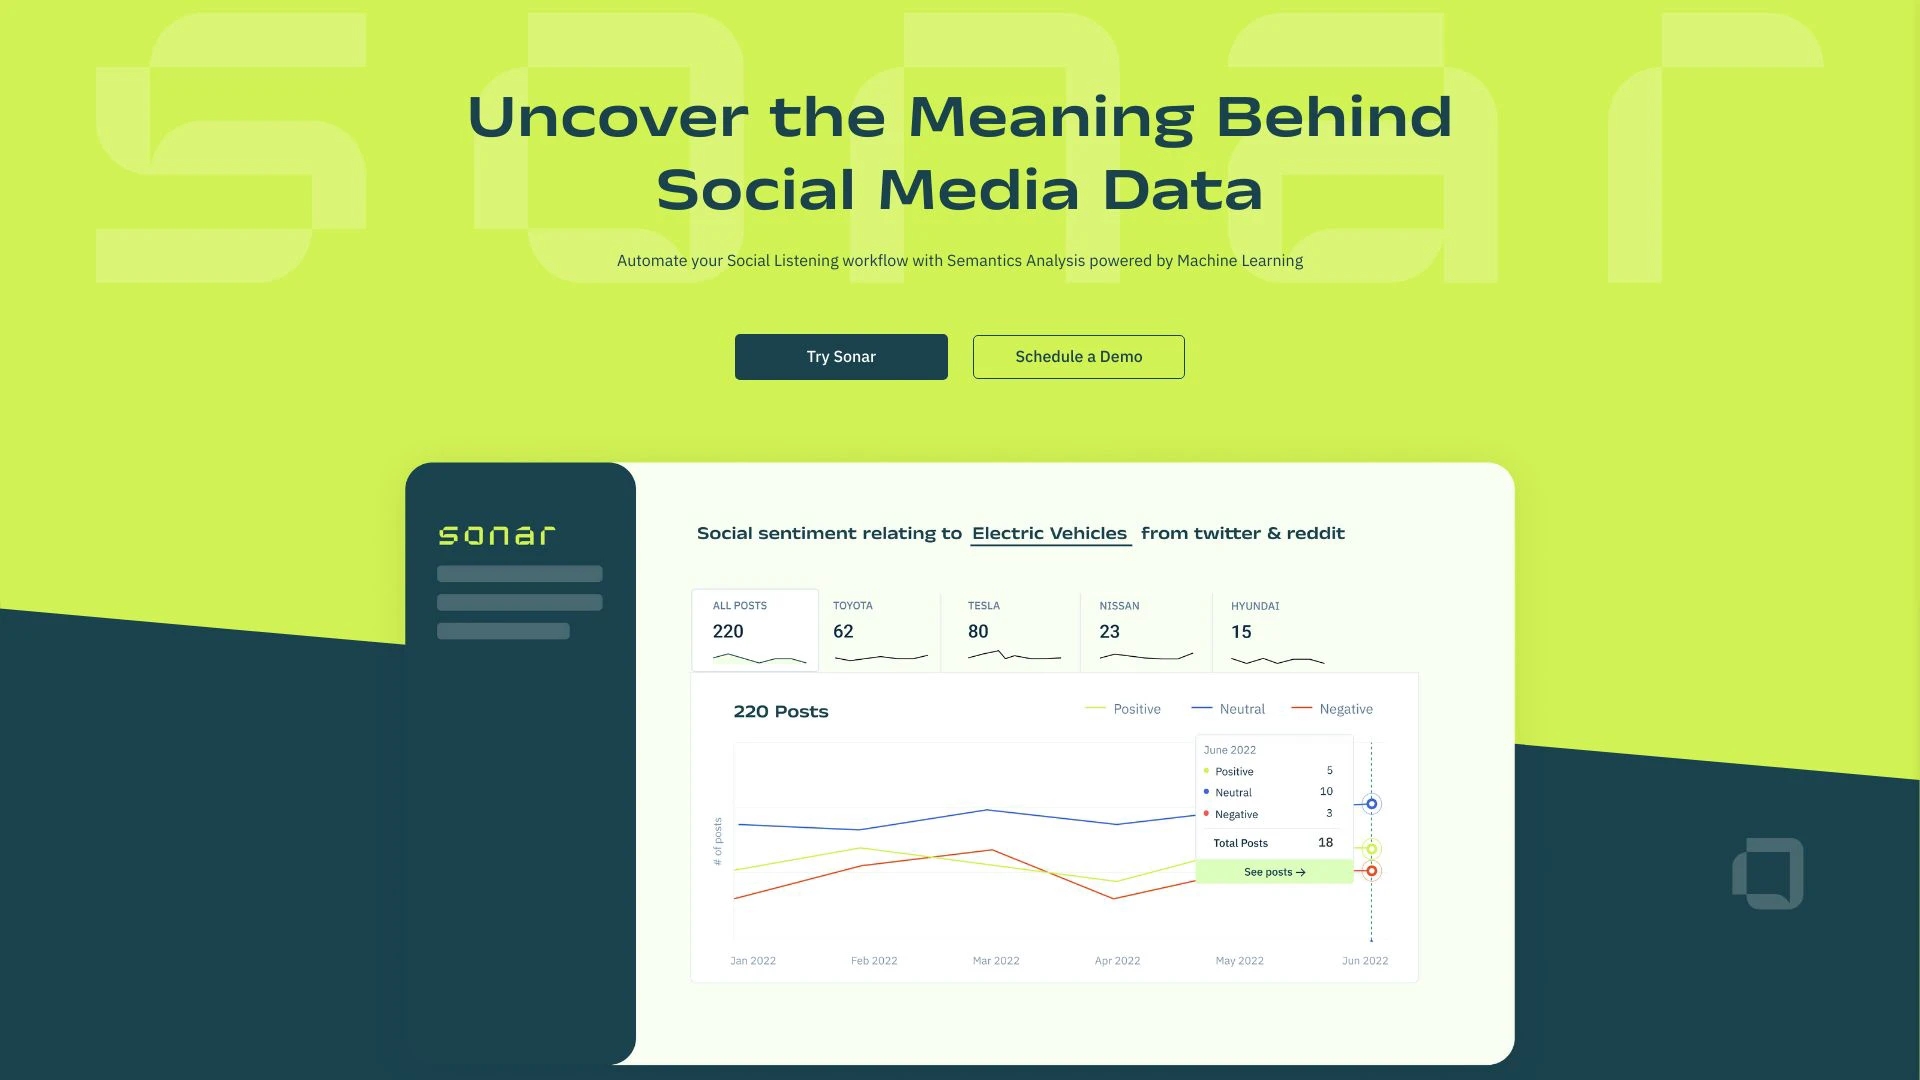 sonar
Uncover the Meaning Behind
Social Media Data
Automate your Social Listening workflow with Semantics Analysis powered by Machine Learning
Try Sonar
Schedule a Demo
sonar
Social sentiment relating to Electric Vehicles from twitter & reddit
ALL POSTS
220
TOYOTA
62
TESLA
80
NISSAN
23
HYUNDAI
15
220 Posts
Positive
Neutral
Negative
June 2022
Positive 5
Neutral 10
Negative 3
Total Posts 18
See posts →
# of posts
Jan 2022
Feb 2022
Mar 2022
Apr 2022
May 2022
Jun 2022